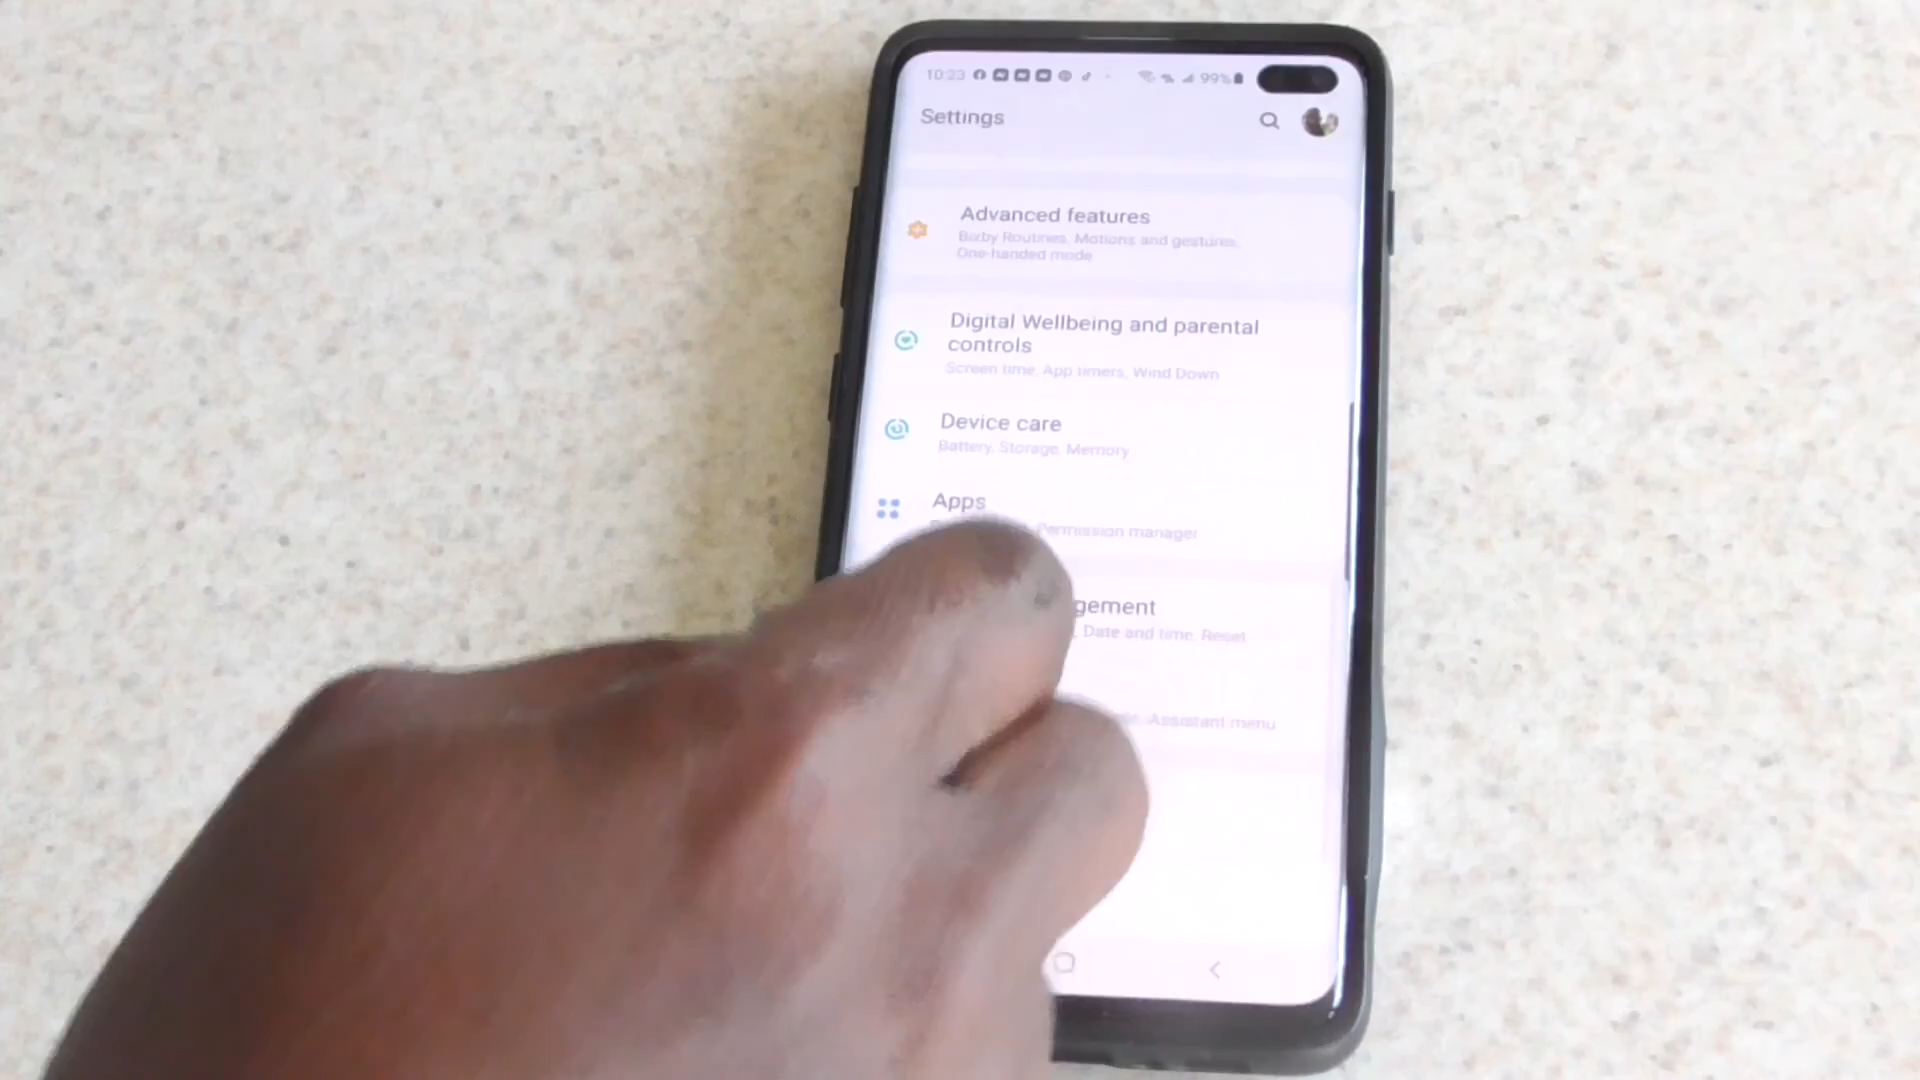 10:23 99%
Settings
Advanced features
Bixby Routines, Motions and gestures,
One-handed mode
Digital Wellbeing and parental
controls
Screen time, App timers, Wind Down
Device care
Battery, Storage, Memory
Apps
Permission manager
gement
, Date and time, Reset
Assistant menu